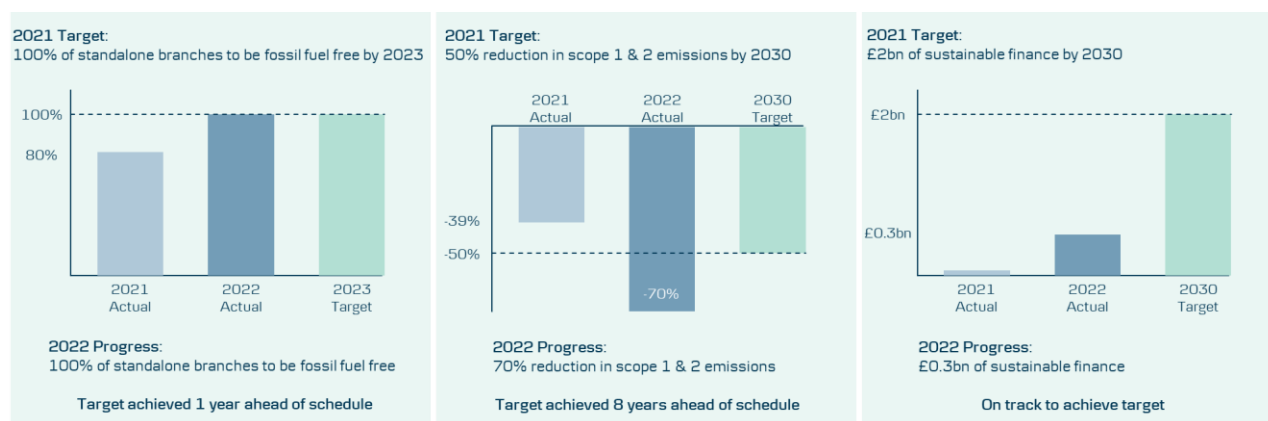 2021 Target:
100% of standalone branches to be fossil fuel free by 2023
100%
80%
2021
Actual
2022
Actual
2023
Target
2022 Progress:
100% of standalone branches to be fossil fuel free
Target achieved 1 year ahead of schedule
2021 Target:
50% reduction in scope 1 & 2 emissions by 2030
2021
Actual
2022
Actual
2030
Target
-39%
-50%
-70%
2022 Progress:
70% reduction in scope 1 & 2 emissions
Target achieved 8 years ahead of schedule
2021 Target:
£2bn of sustainable finance by 2030
£2bn
£0.3bn
2021
Actual
2022
Actual
2030
Target
2022 Progress:
£0.3bn of sustainable finance
On track to achieve target